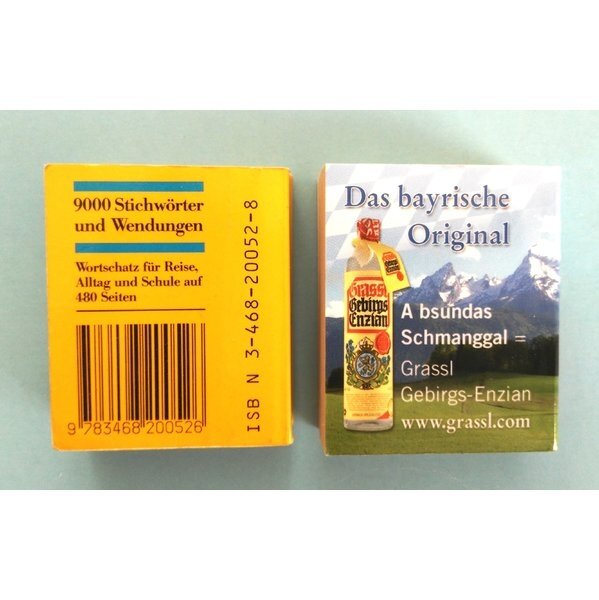 9000 Stichwörter
und Wendungen
Wortschatz für Reise,
Alltag und Schule auf
480 Seiten
9 783468 200526
ISBN 3-468-20052-8
Das bayrische
Original
Grassl
Gebirgs
Enzian
A bsundas
Schmanggal =
Grassl
Gebirgs-Enzian
www.grassl.com